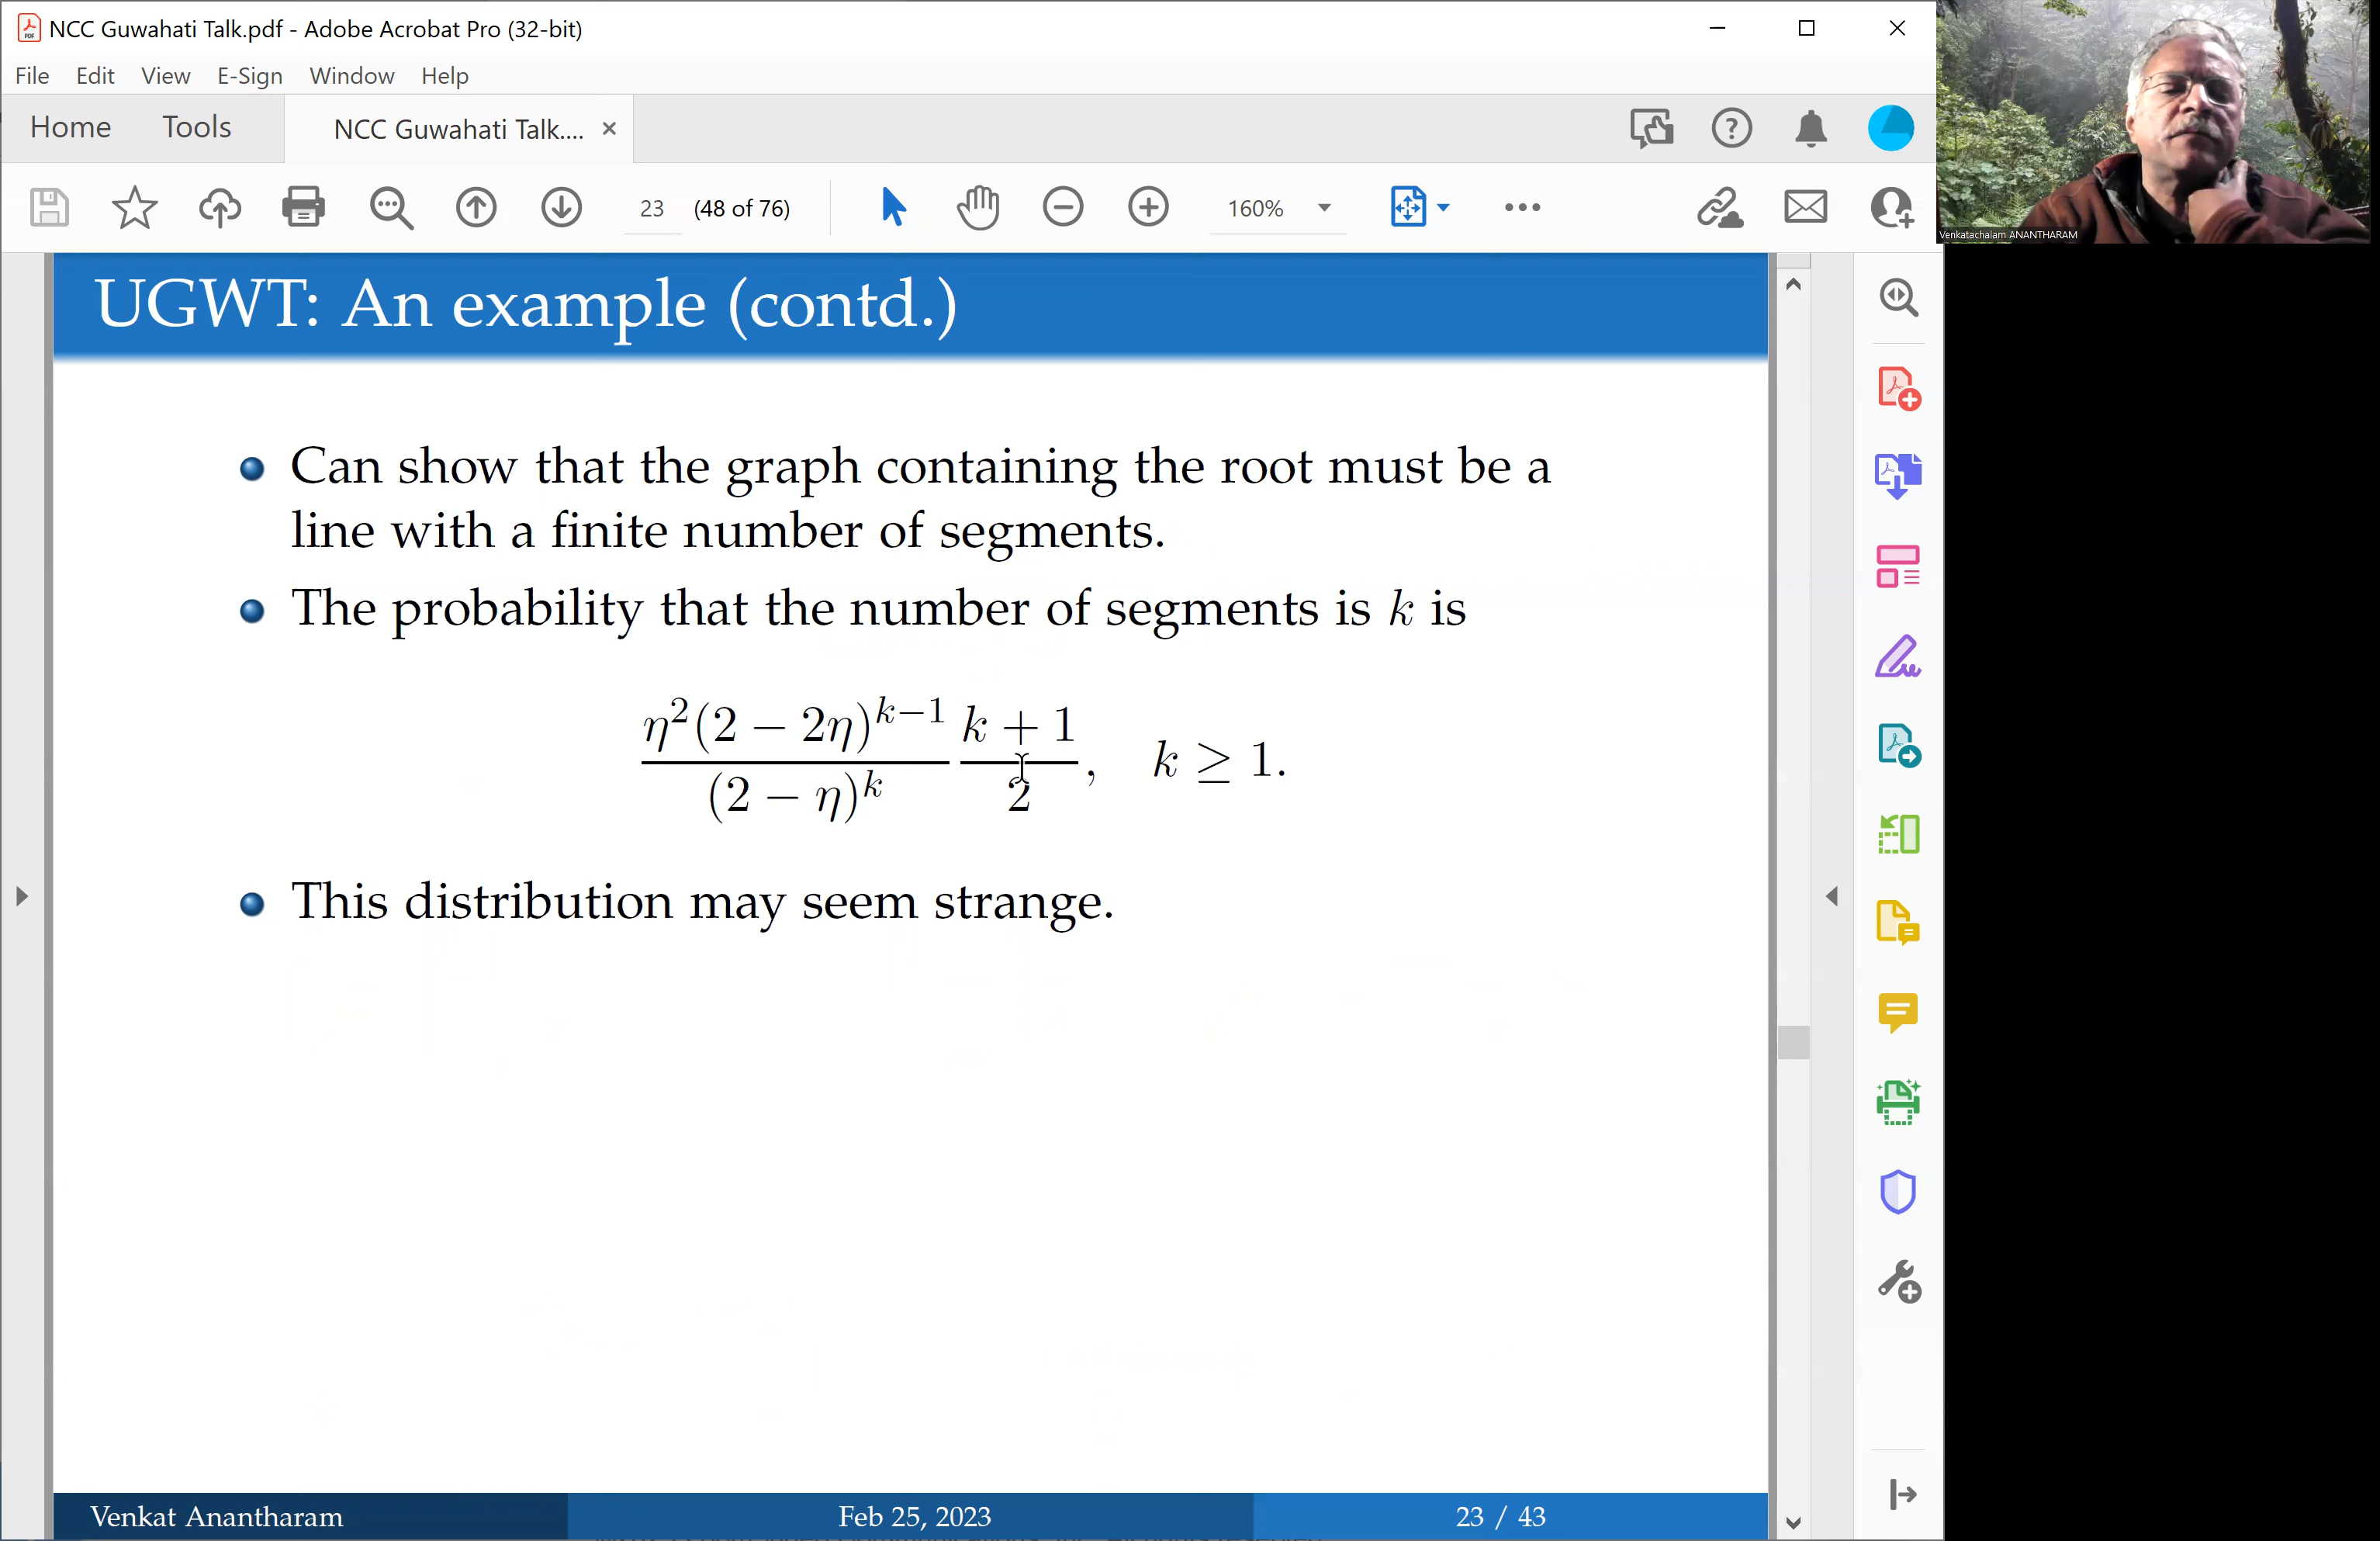 NCC Guwahati Talk.pdf - Adobe Acrobat Pro (32-bit)
File Edit View E-Sign Window Help
Home Tools NCC Guwahati Talk.... ×
23 (48 of 76) 160%
Venkatachalam ANANTHARAM
UGWT: An example (contd.)
Can show that the graph containing the root must be a
line with a finite number of segments.
The probability that the number of segments is k is
η²(2 − 2η)^{k−1} / (2 − η)^k · (k + 1) / 2, k ≥ 1.
This distribution may seem strange.
Venkat Anantharam Feb 25, 2023 23 / 43